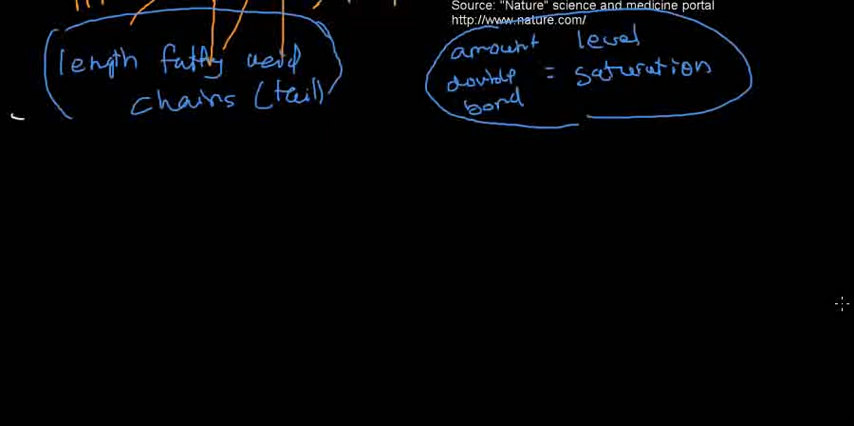 Source: "Nature" science and medicine portal
http://www.nature.com/
length fatty acid
chains (tail)
amount level
double = saturation
bond